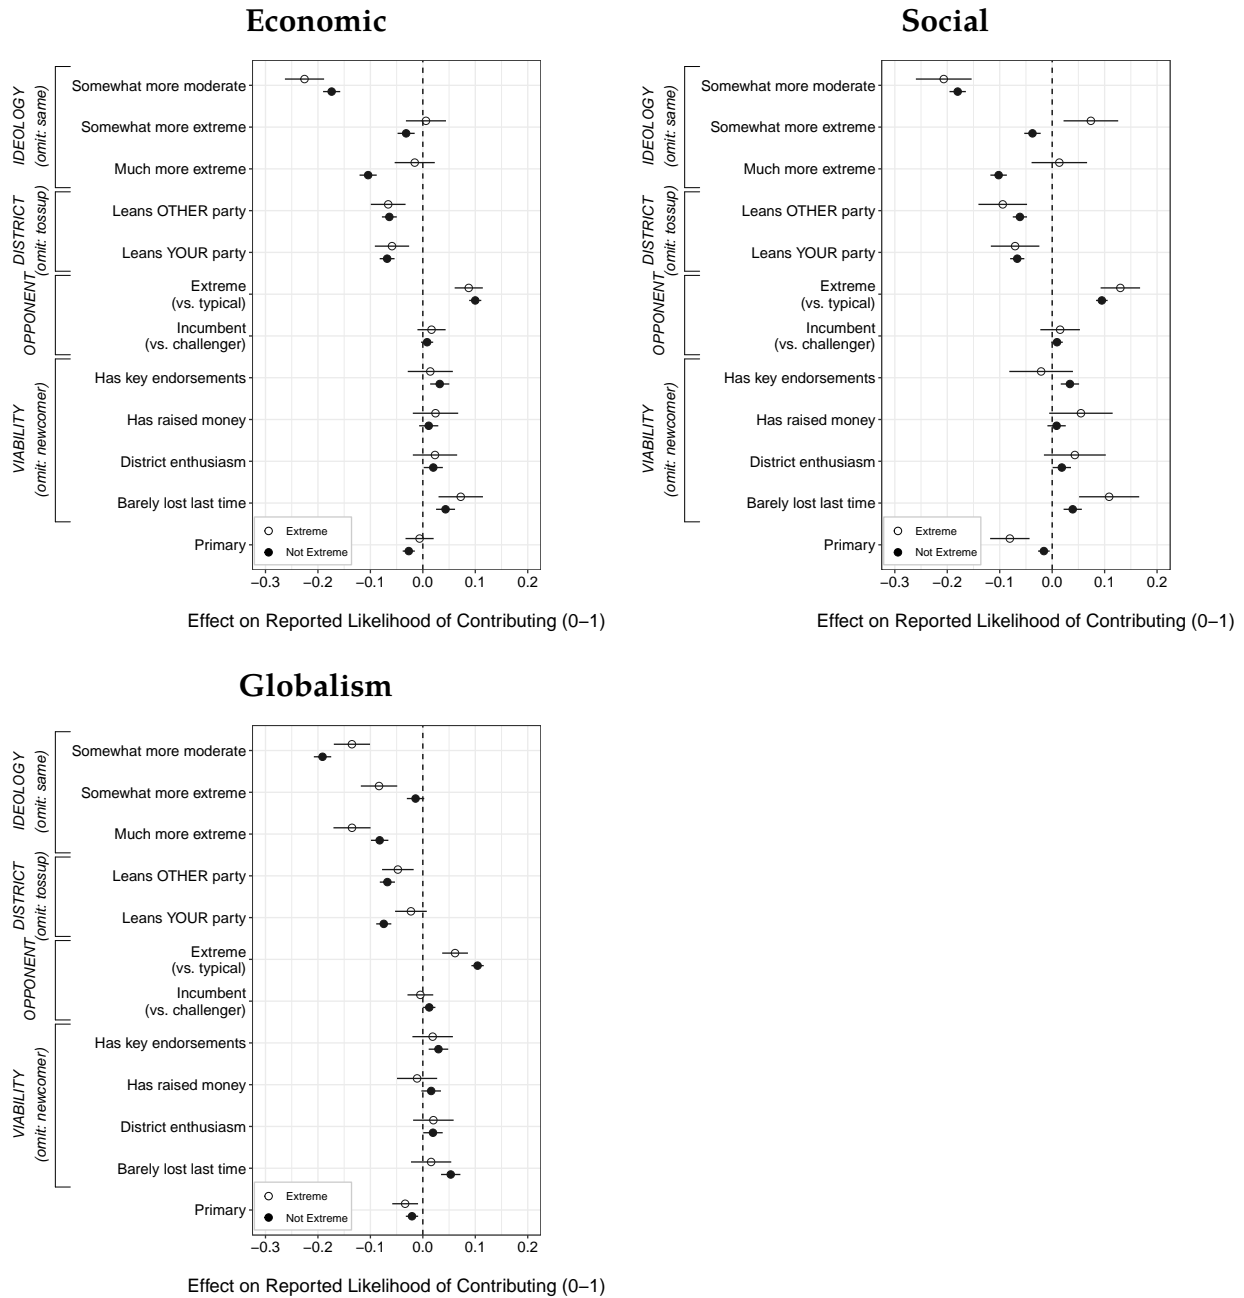 Economic
IDEOLOGY
(omit: same)
DISTRICT
(omit: tossup)
OPPONENT
VIABILITY
(omit: newcomer)
Somewhat more moderate
Somewhat more extreme
Much more extreme
Leans OTHER party
Leans YOUR party
Extreme
(vs. typical)
Incumbent
(vs. challenger)
Has key endorsements
Has raised money
District enthusiasm
Barely lost last time
Primary
Extreme
Not Extreme
−0.3 −0.2 −0.1 0.0 0.1 0.2
Effect on Reported Likelihood of Contributing (0−1)
Social
IDEOLOGY
(omit: same)
DISTRICT
(omit: tossup)
OPPONENT
VIABILITY
(omit: newcomer)
Somewhat more moderate
Somewhat more extreme
Much more extreme
Leans OTHER party
Leans YOUR party
Extreme
(vs. typical)
Incumbent
(vs. challenger)
Has key endorsements
Has raised money
District enthusiasm
Barely lost last time
Primary
Extreme
Not Extreme
−0.3 −0.2 −0.1 0.0 0.1 0.2
Effect on Reported Likelihood of Contributing (0−1)
Globalism
IDEOLOGY
(omit: same)
DISTRICT
(omit: tossup)
OPPONENT
VIABILITY
(omit: newcomer)
Somewhat more moderate
Somewhat more extreme
Much more extreme
Leans OTHER party
Leans YOUR party
Extreme
(vs. typical)
Incumbent
(vs. challenger)
Has key endorsements
Has raised money
District enthusiasm
Barely lost last time
Primary
Extreme
Not Extreme
−0.3 −0.2 −0.1 0.0 0.1 0.2
Effect on Reported Likelihood of Contributing (0−1)